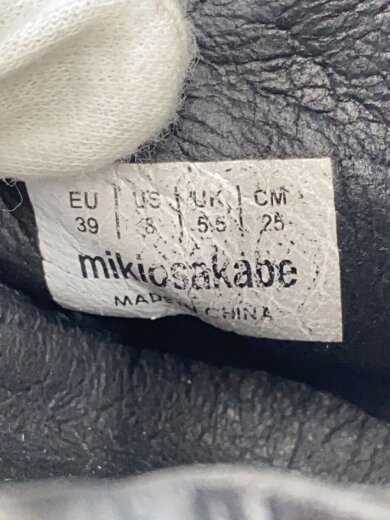 EU | US | UK | CM
39 | 8 | 5.5 | 25
mikiosakabe
MADE IN CHINA